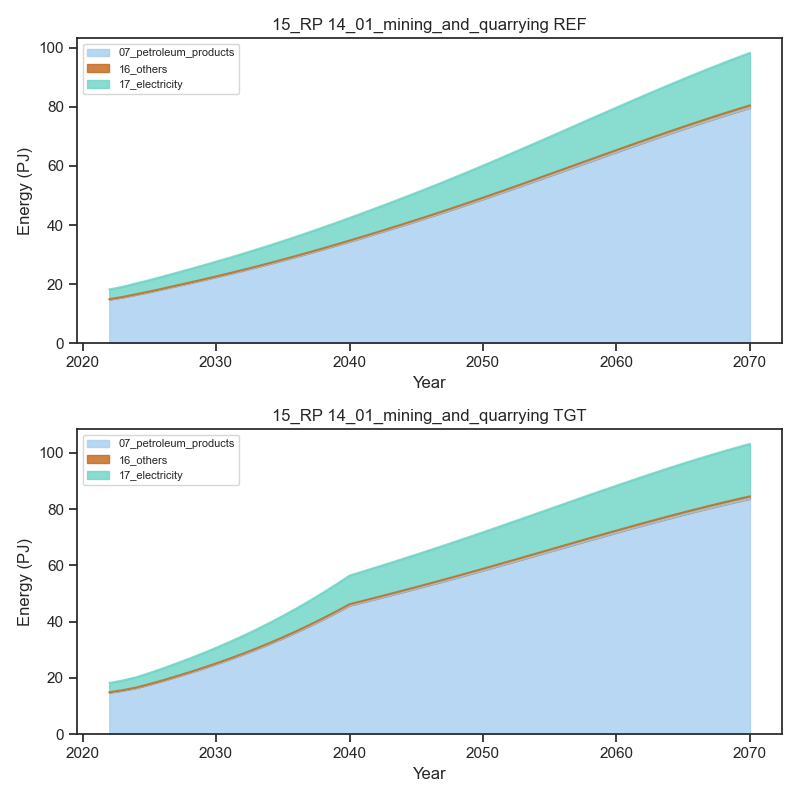 15_RP 14_01_mining_and_quarrying REF
07_petroleum_products
16_others
17_electricity
Energy (PJ)
100
80
60
40
20
0
2020 2030 2040 2050 2060 2070
Year
15_RP 14_01_mining_and_quarrying TGT
07_petroleum_products
16_others
17_electricity
Energy (PJ)
100
80
60
40
20
0
2020 2030 2040 2050 2060 2070
Year